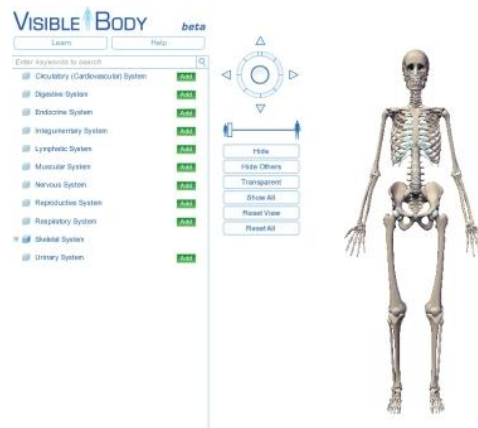 VISIBLE BODY beta
Learn
Help
Enter keywords to search
Circulatory (Cardiovascular) System Add
Digestive System Add
Endocrine System Add
Integumentary System Add
Lymphatic System Add
Muscular System Add
Nervous System Add
Reproductive System Add
Respiratory System Add
Skeletal System
Urinary System Add
Hide
Hide Others
Transparent
Show All
Reset View
Reset All